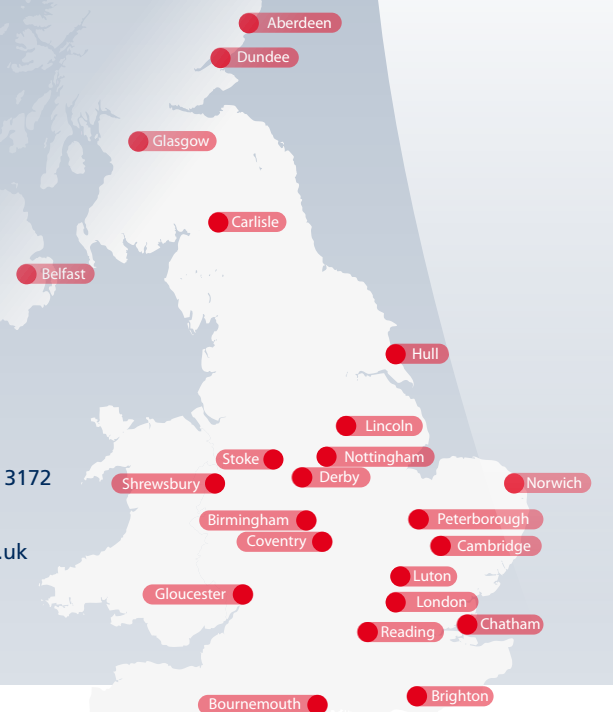 Aberdeen
Dundee
Glasgow
Carlisle
Belfast
Hull
Lincoln
Nottingham
Stoke
Derby
3172
Shrewsbury
Norwich
Birmingham
Peterborough
Coventry
Cambridge
.uk
Luton
Gloucester
London
Chatham
Reading
Brighton
Bournemouth